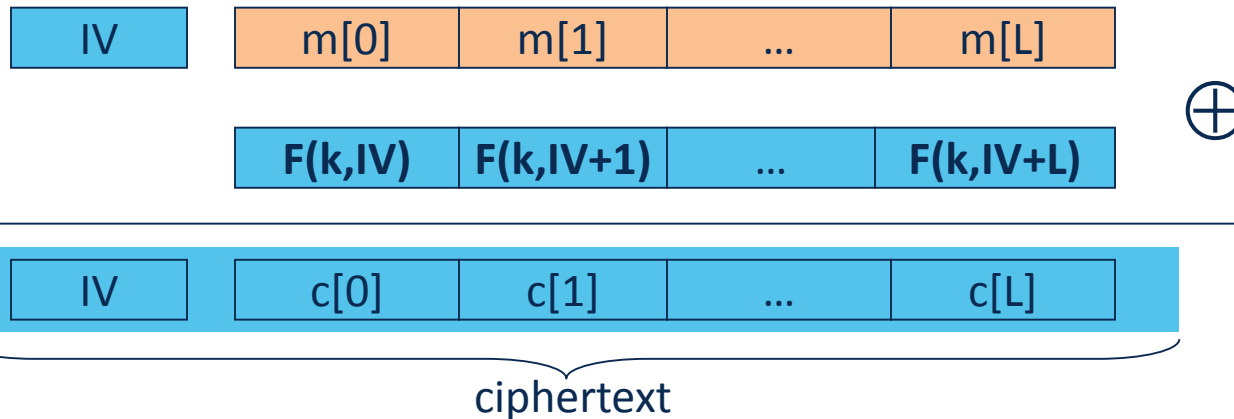 IV m[0] m[1] … m[L]
⊕
F(k,IV) F(k,IV+1) … F(k,IV+L)
IV c[0] c[1] … c[L]
ciphertext